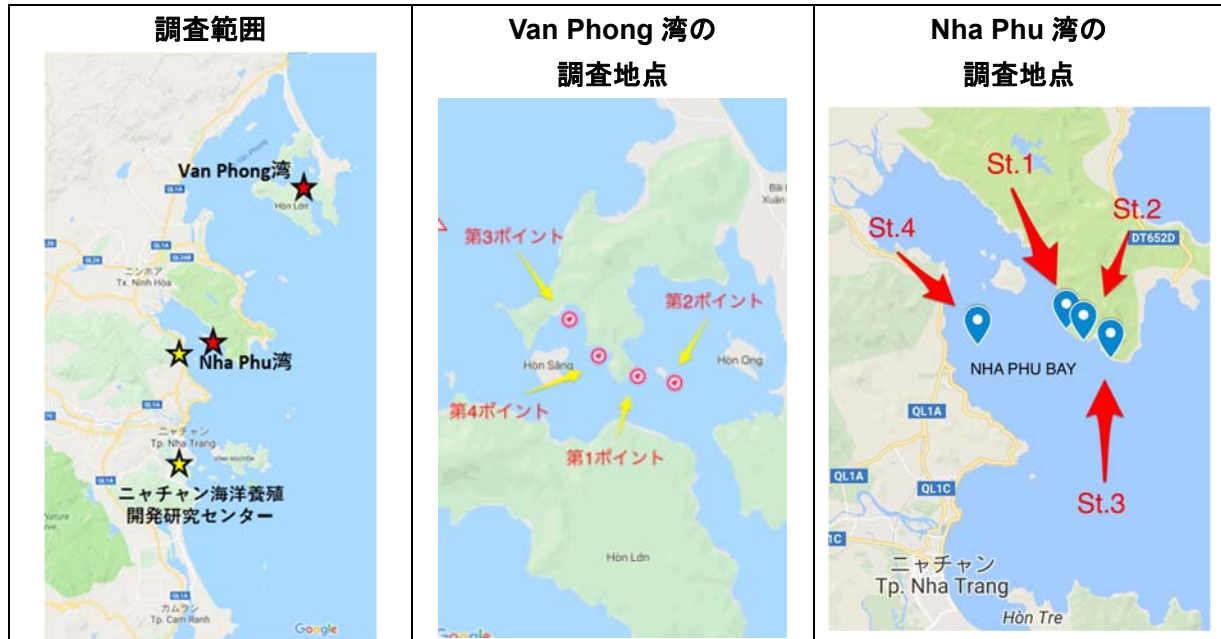 調査範囲
Van Phong湾
QL1A
Hòn Lớn
QL26
QL26B
ニンホア
Tx. Ninh Hòa
Nha Phu湾
QL1A
ニャチャン
Tp. Nha Trang
ニャチャン海洋養殖
開発研究センター
QL1A
カムラン
Tp. Cam Ranh
Google
Van Phong 湾の
調査地点
第3ポイント
第2ポイント
Hòn Săng
Hòn Ong
第4ポイント
第1ポイント
Hòn Lớn
Google
Nha Phu 湾の
調査地点
St.1
St.2
St.4
DT652D
NHA PHU BAY
QL1A
QL1A
QL1C
St.3
ニャチャン
Tp. Nha Trang
Hòn Tre